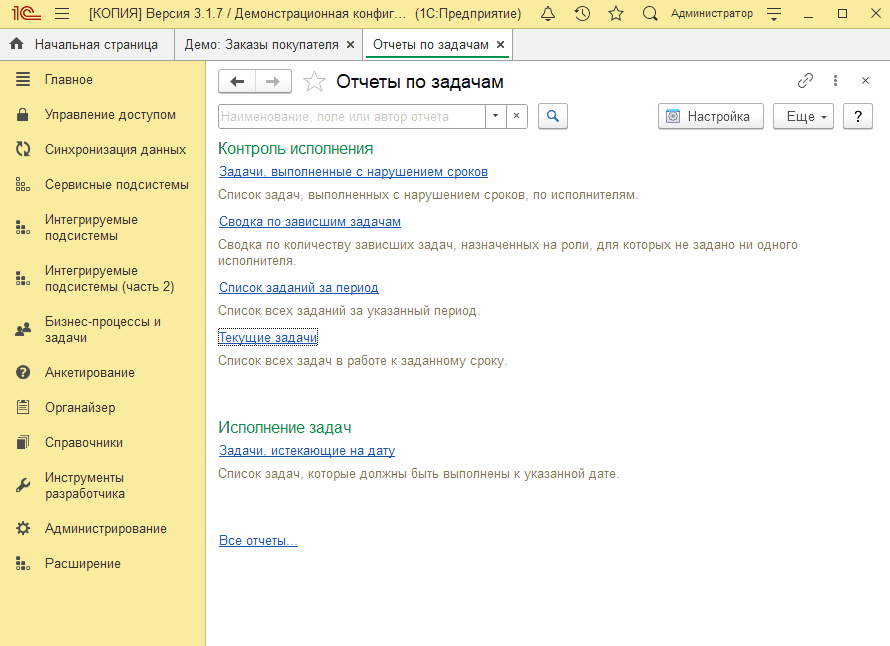 1С [КОПИЯ] Версия 3.1.7 / Демонстрационная конфиг... (1С:Предприятие) Администратор
Начальная страница Демо: Заказы покупателя × Отчеты по задачам ×
Главное
Управление доступом
Синхронизация данных
Сервисные подсистемы
Интегрируемые
подсистемы
Интегрируемые
подсистемы (часть 2)
Бизнес-процессы и
задачи
Анкетирование
Органайзер
Справочники
Инструменты
разработчика
Администрирование
Расширение
Отчеты по задачам
Наименование, поле или автор отчета
Настройка Еще ?
Контроль исполнения
Задачи, выполненные с нарушением сроков
Список задач, выполненных с нарушением сроков, по исполнителям.
Сводка по зависшим задачам
Сводка по количеству зависших задач, назначенных на роли, для которых не задано ни одного
исполнителя.
Список заданий за период
Список всех заданий за указанный период.
Текущие задачи
Список всех задач в работе к заданному сроку.
Исполнение задач
Задачи, истекающие на дату
Список задач, которые должны быть выполнены к указанной дате.
Все отчеты...